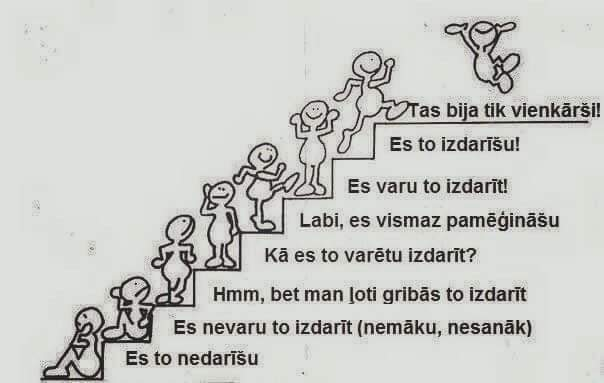 Tas bija tik vienkārši!
Es to izdarīšu!
Es varu to izdarīt!
Labi, es vismaz pamēģināšu
Kā es to varētu izdarīt?
Hmm, bet man ļoti gribās to izdarīt
Es nevaru to izdarīt (nemāku, nesanāk)
Es to nedarīšu